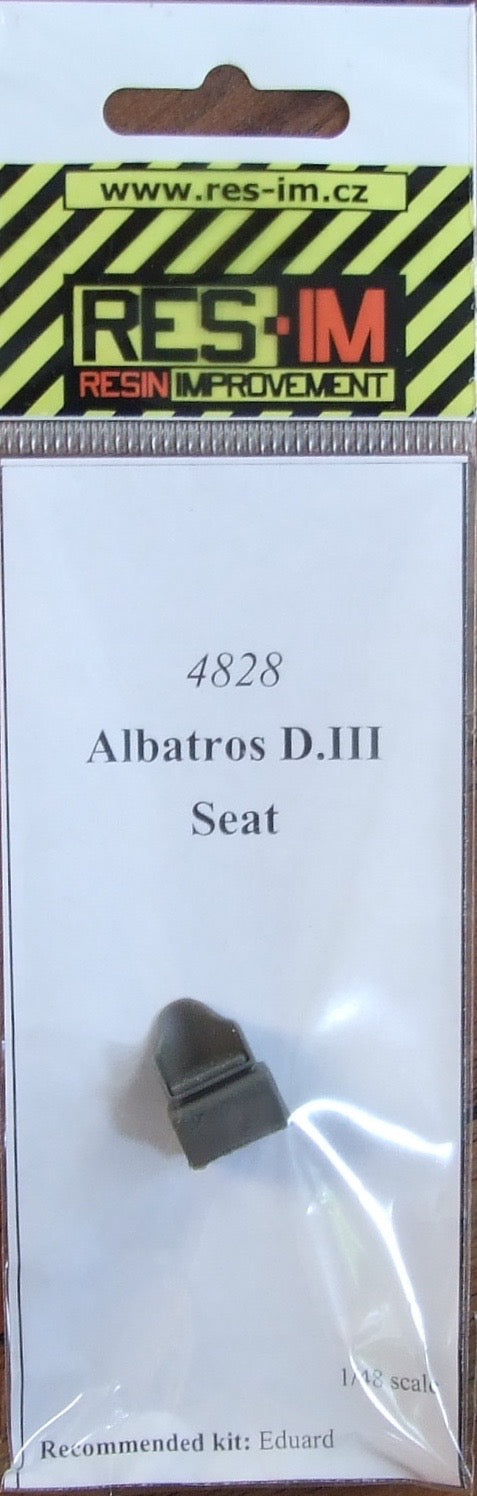 www.res-im.cz
RES·IM
RESIN IMPROVEMENT
4828
Albatros D.III
Seat
1/48 scale
Recommended kit: Eduard